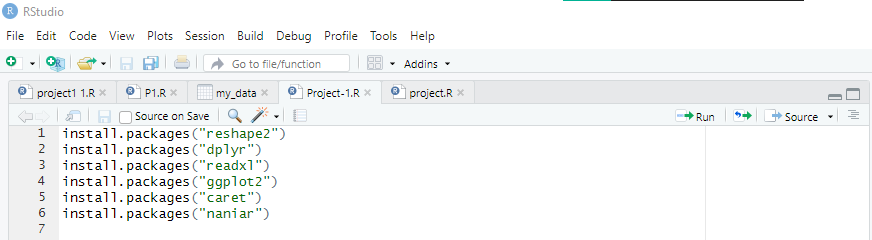 RStudio
File Edit Code View Plots Session Build Debug Profile Tools Help
Go to file/function Addins
project1 1.R P1.R my_data Project-1.R project.R
Source on Save Run Source
1 install.packages("reshape2")
2 install.packages("dplyr")
3 install.packages("readxl")
4 install.packages("ggplot2")
5 install.packages("caret")
6 install.packages("naniar")
7